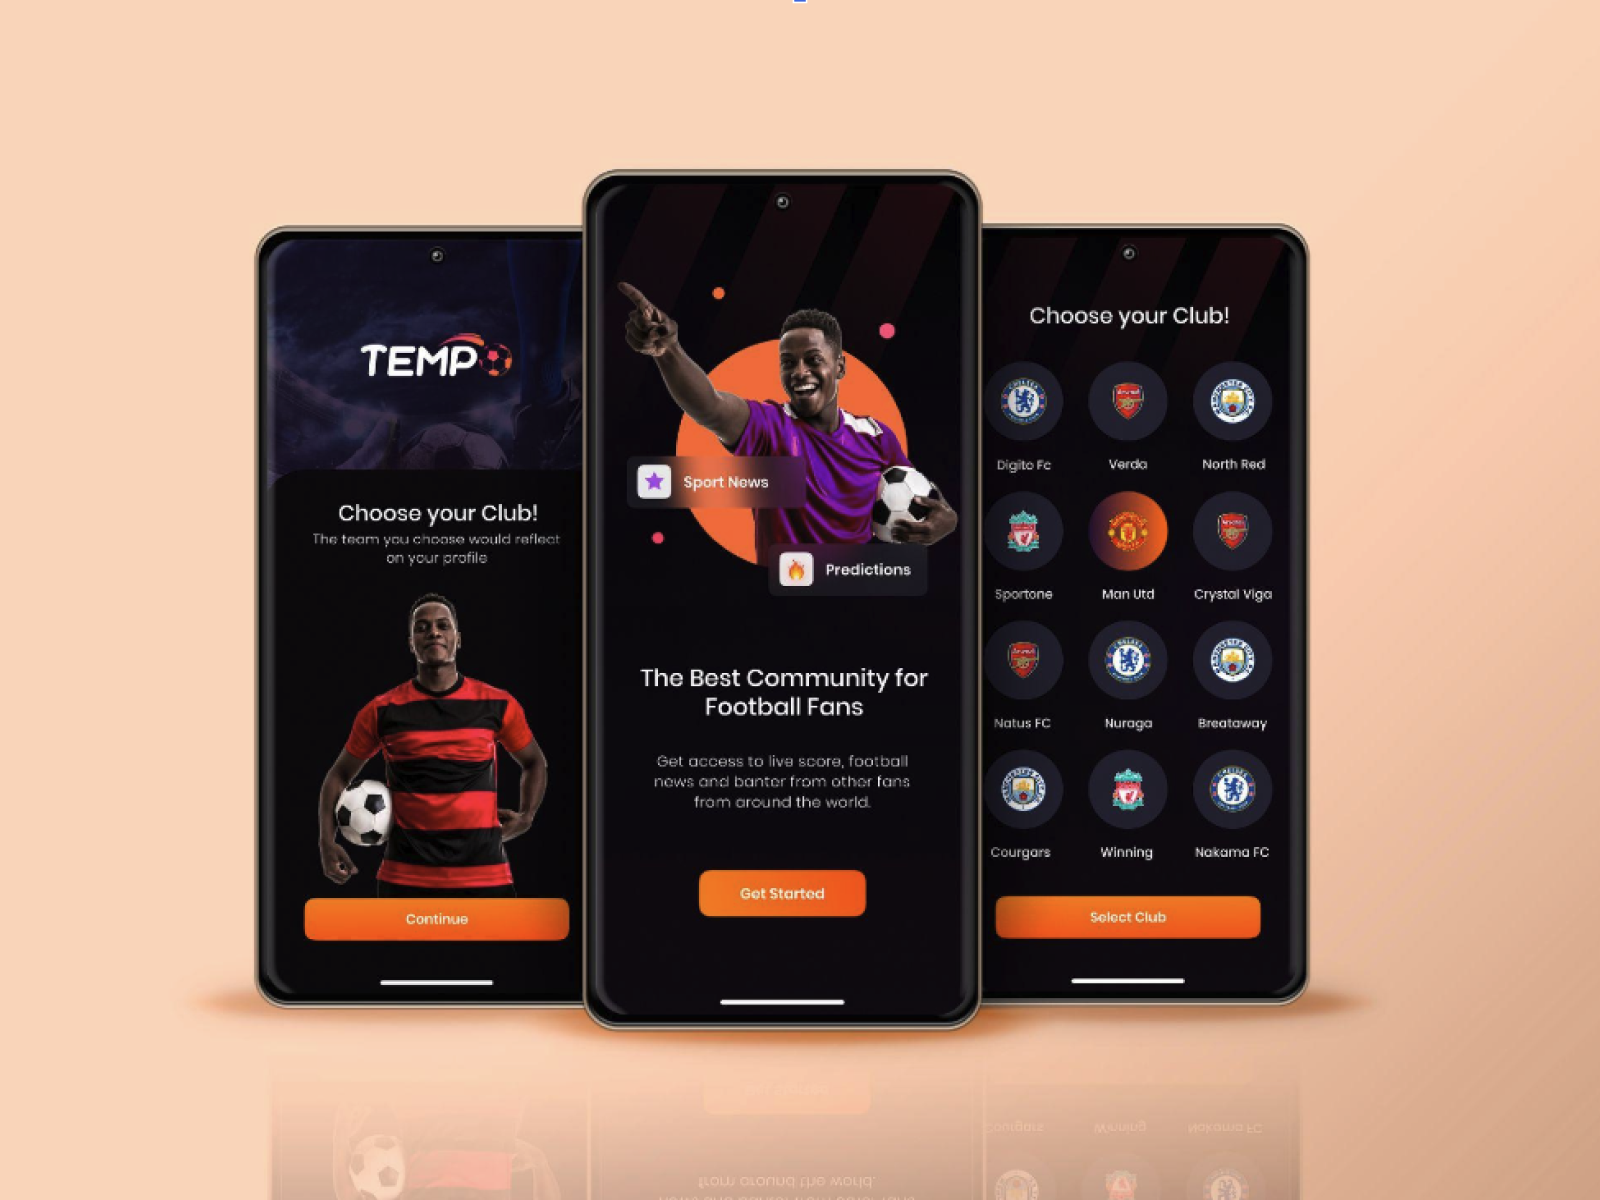 TEMPO
Choose your Club!
The team you choose would reflect
on your profile
Continue
Sport News
Predictions
The Best Community for
Football Fans
Get access to live score, football
news and banter from other fans
from around the world.
Get Started
Choose your Club!
Digito Fc
Verda
North Red
Sportone
Man Utd
Crystal Viga
Natus FC
Nuraga
Breataway
Courgars
Winning
Nakama FC
Select Club